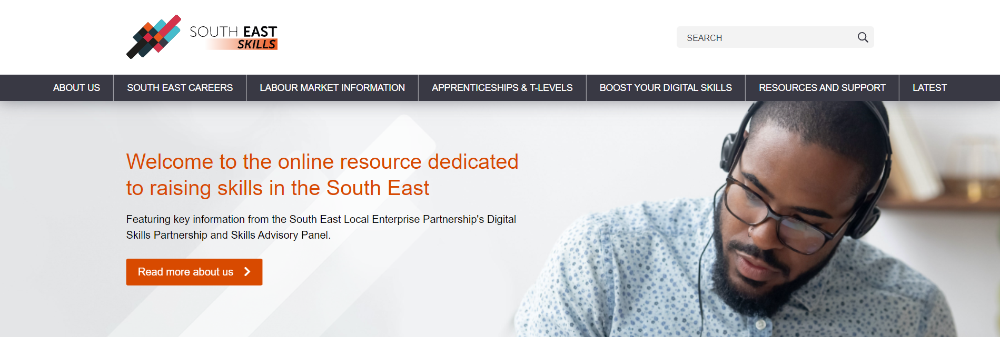 SOUTH EAST
SKILLS
SEARCH
ABOUT US
SOUTH EAST CAREERS
LABOUR MARKET INFORMATION
APPRENTICESHIPS & T-LEVELS
BOOST YOUR DIGITAL SKILLS
RESOURCES AND SUPPORT
LATEST
Welcome to the online resource dedicated
to raising skills in the South East
Featuring key information from the South East Local Enterprise Partnership's Digital
Skills Partnership and Skills Advisory Panel.
Read more about us